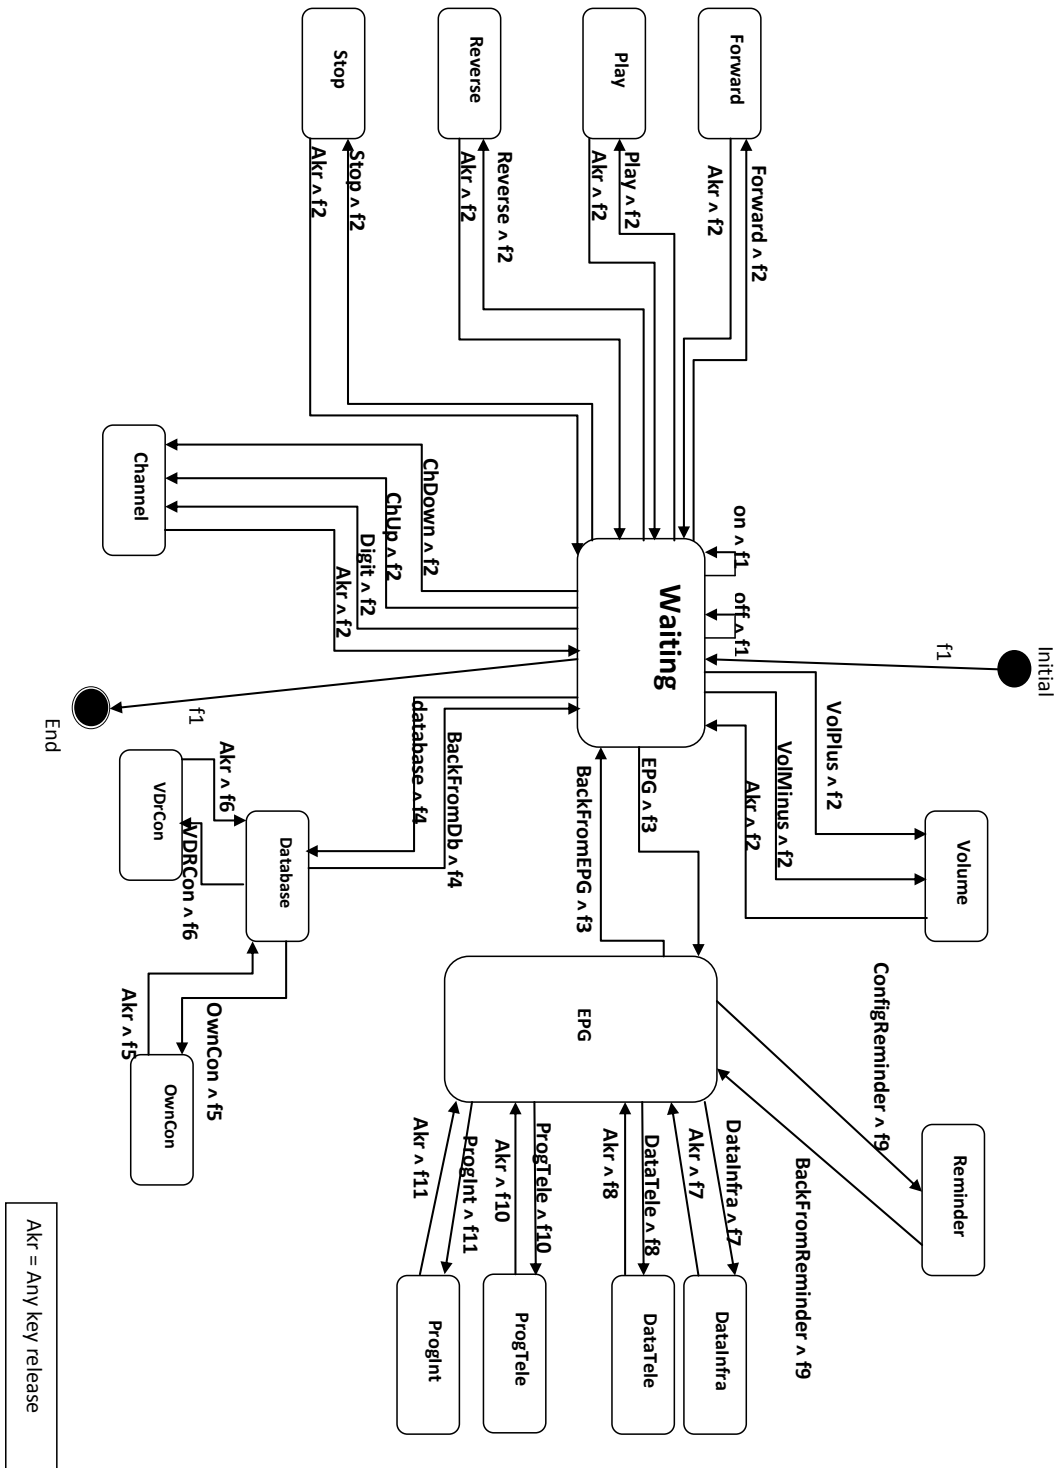 Initial
f1
on ^ f1
off ^ f1
Waiting
Forward
Forward ^ f2
Akr ^ f2
Play
Play ^ f2
Akr ^ f2
Reverse
Reverse ^ f2
Akr ^ f2
Stop
Stop ^ f2
Akr ^ f2
Channel
ChDown ^ f2
ChUp ^ f2
Digit ^ f2
Akr ^ f2
f1
End
Volume
VolPlus ^ f2
VolMinus ^ f2
Akr ^ f2
EPG ^ f3
BackFromEPG ^ f3
BackFromDb ^ f4
database ^ f4
Database
VDrCon
Akr ^ f6
VDRCon ^ f6
OwnCon ^ f5
Akr ^ f5
OwnCon
EPG
ConfigReminder ^ f9
BackFromReminder ^ f9
Reminder
DataInfra ^ f7
Akr ^ f7
DataInfra
DataTele ^ f8
Akr ^ f8
DataTele
ProgTele ^ f10
Akr ^ f10
ProgTele
ProgInt ^ f11
Akr ^ f11
ProgInt
Akr = Any key release